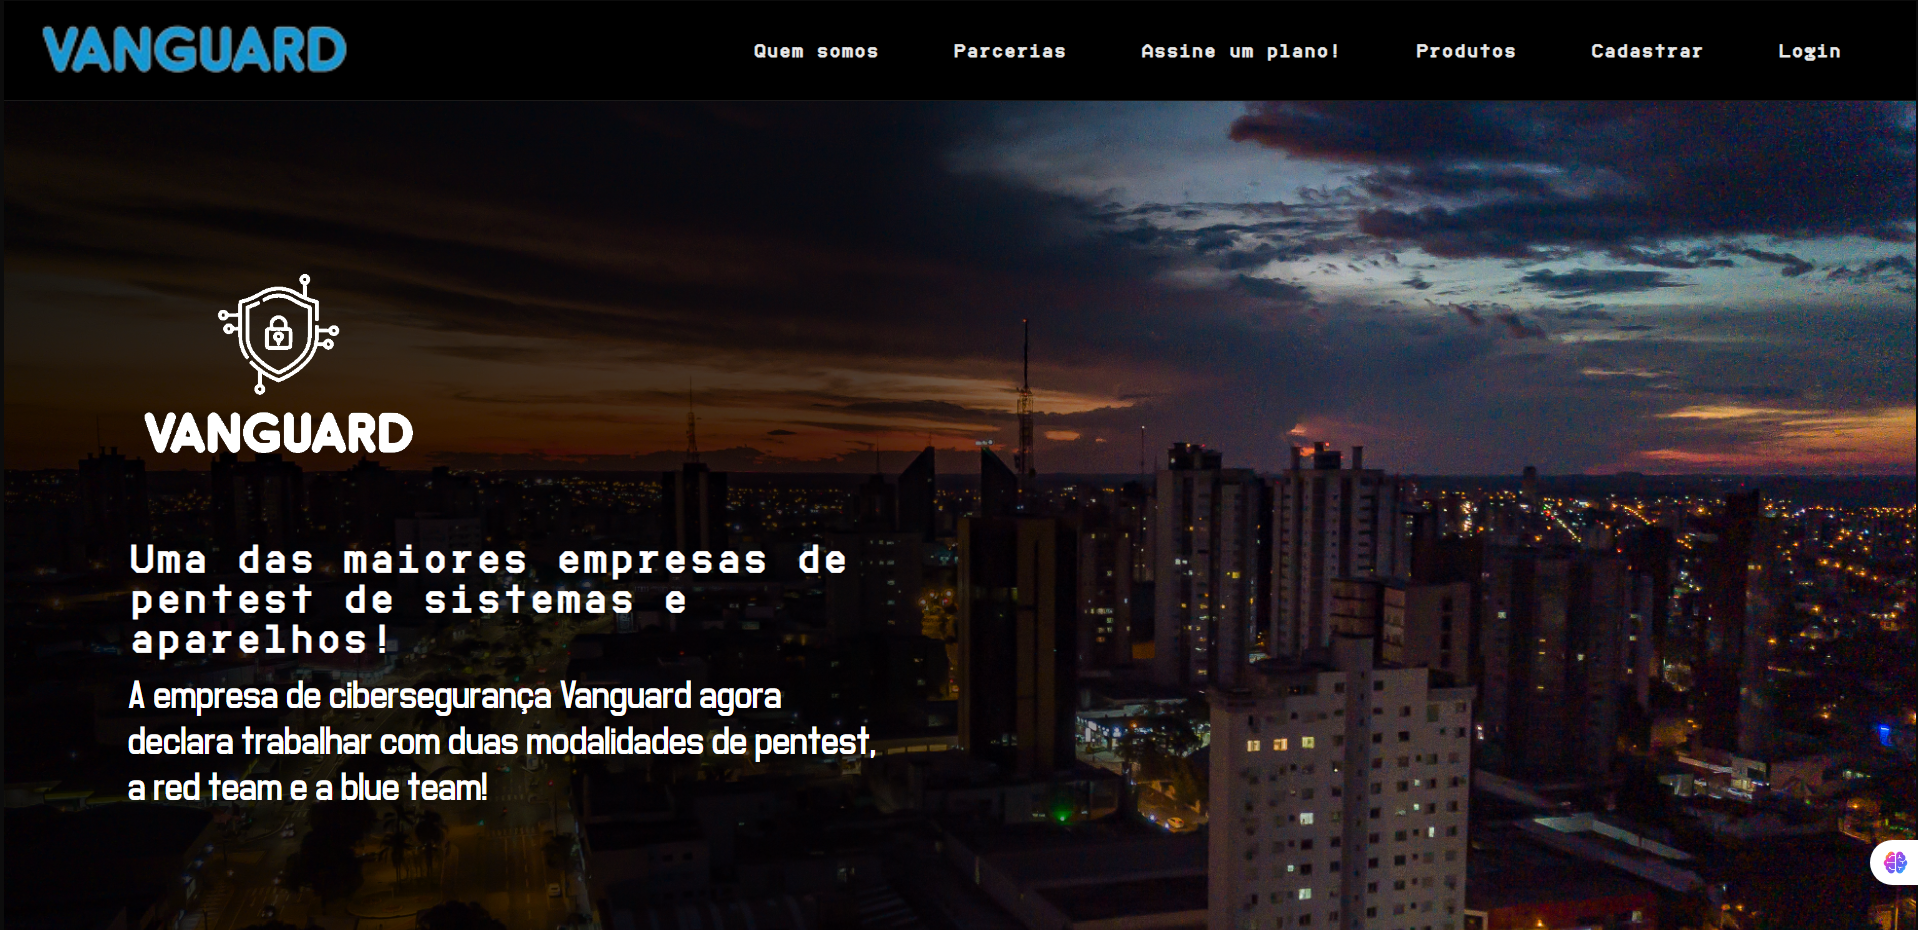 VANGUARD
Quem somos
Parcerias
Assine um plano!
Produtos
Cadastrar
Login
VANGUARD
Uma das maiores empresas de
pentest de sistemas e
aparelhos!
A empresa de cibersegurança Vanguard agora
declara trabalhar com duas modalidades de pentest,
a red team e a blue team!